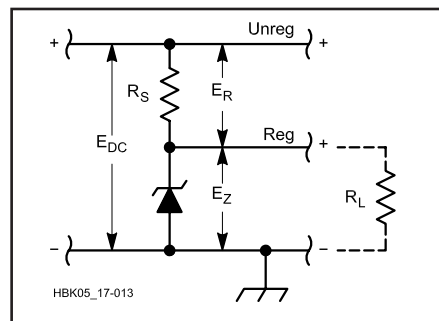 + Unreg +
R_S E_R
E_DC Reg +
E_Z R_L
− −
HBK05_17-013